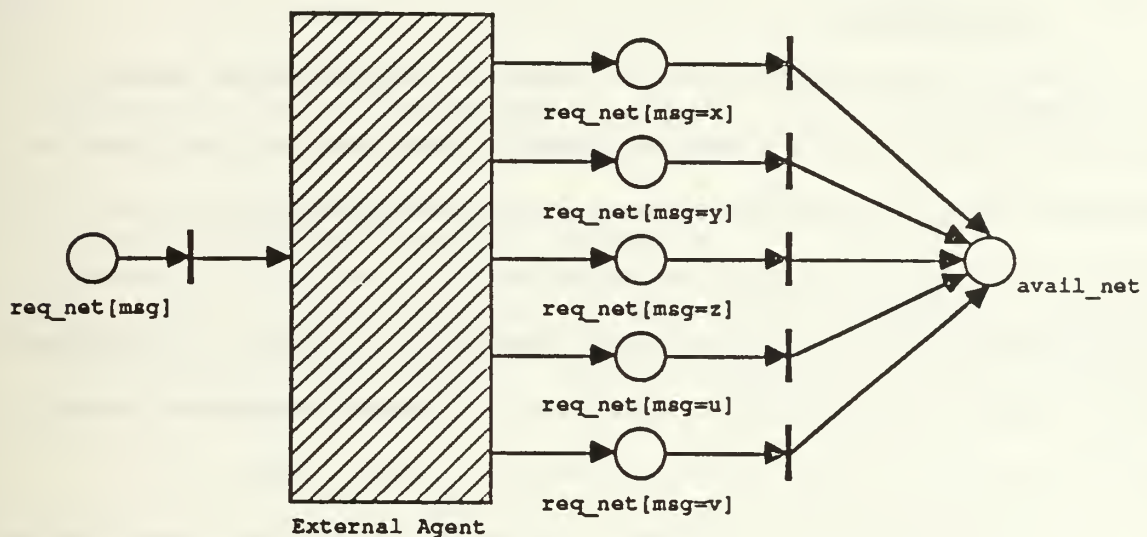 req_net[msg=x]
req_net[msg=y]
avail_net
req_net[msg]
req_net[msg=z]
req_net[msg=u]
req_net[msg=v]
External Agent